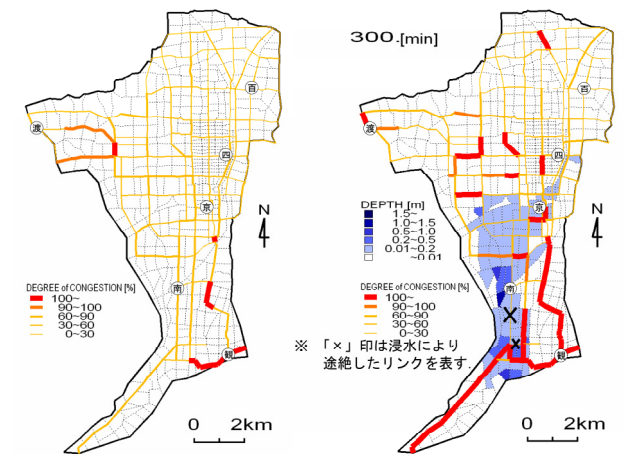 百
渡
四
京
N
南
DEGREE of CONGESTION [%]
100~
90~100
60~90
30~60
0~30
観
0 2km
300 [min]
百
渡
四
京
N
DEPTH [m]
1.5~
1.0~1.5
0.5~1.0
0.2~0.5
0.01~0.2
~0.01
南
DEGREE of CONGESTION [%]
100~
90~100
60~90
30~60
0~30
※ 「×」印は浸水により
途絶したリンクを表す.
観
0 2km